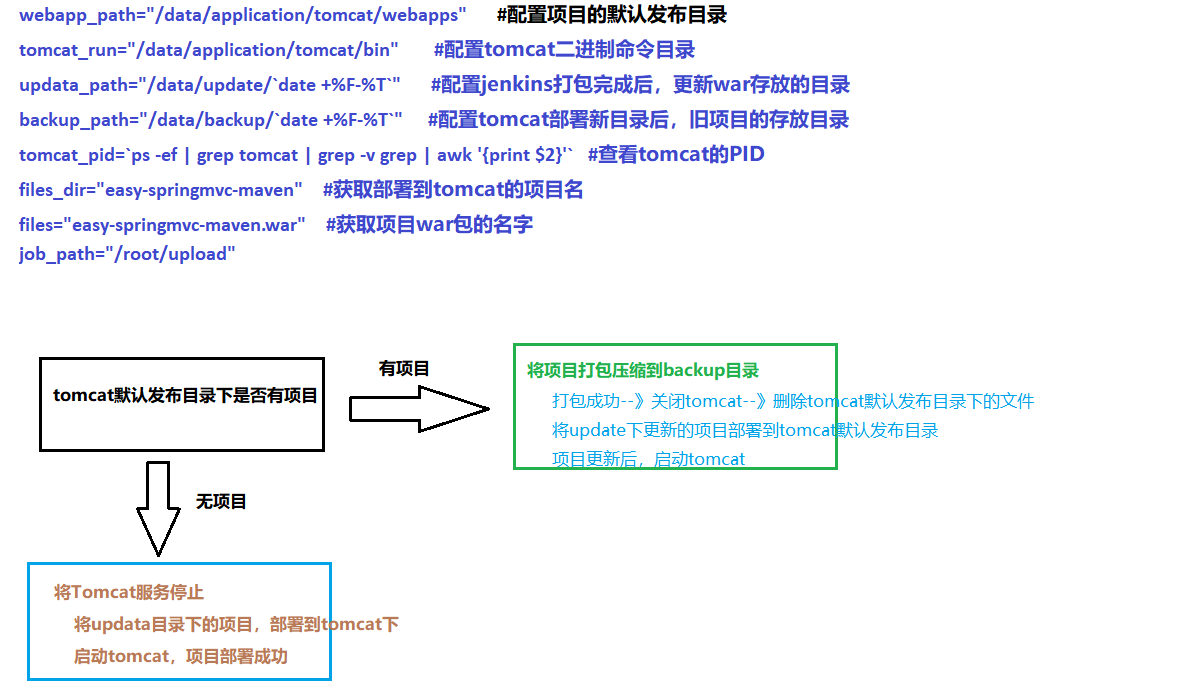 webapp_path="/data/application/tomcat/webapps" #配置项目的默认发布目录
tomcat_run="/data/application/tomcat/bin" #配置tomcat二进制命令目录
updata_path="/data/update/`date +%F-%T`" #配置jenkins打包完成后，更新war存放的目录
backup_path="/data/backup/`date +%F-%T`" #配置tomcat部署新目录后，旧项目的存放目录
tomcat_pid=`ps -ef | grep tomcat | grep -v grep | awk '{print $2}'` #查看tomcat的PID
files_dir="easy-springmvc-maven" #获取部署到tomcat的项目名
files="easy-springmvc-maven.war" #获取项目war包的名字
job_path="/root/upload"
tomcat默认发布目录下是否有项目
有项目
将项目打包压缩到backup目录
打包成功--》关闭tomcat--》删除tomcat默认发布目录下的文件
将update下更新的项目部署到tomcat默认发布目录
项目更新后，启动tomcat
无项目
将Tomcat服务停止
将updata目录下的项目，部署到tomcat下
启动tomcat，项目部署成功